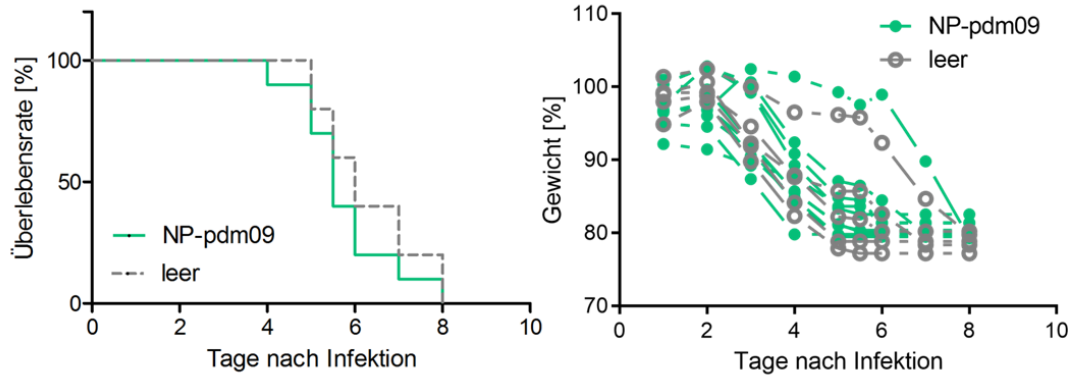 Überlebensrate [%]
100
50
0
NP-pdm09
leer
0 2 4 6 8 10
Tage nach Infektion
Gewicht [%]
110
100
90
80
70
NP-pdm09
leer
0 2 4 6 8 10
Tage nach Infektion